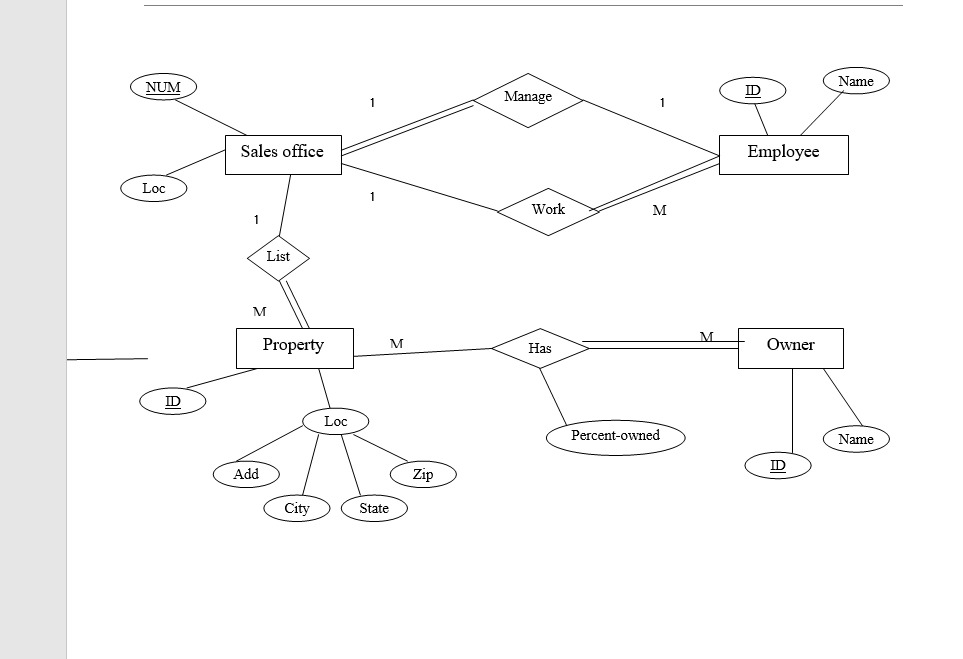 NUM
ID
Name
1
Manage
1
Sales office
Employee
Loc
1
Work
M
1
List
M
Property
M
Has
M
Owner
ID
Loc
Percent-owned
Name
Add
Zip
ID
City
State